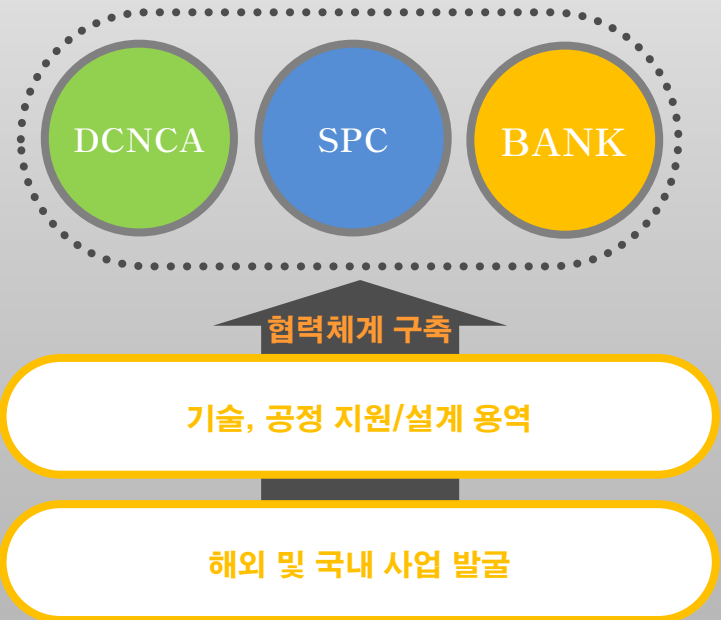 DCNCA
SPC
BANK
협력체계 구축
기술, 공정 지원/설계 용역
해외 및 국내 사업 발굴